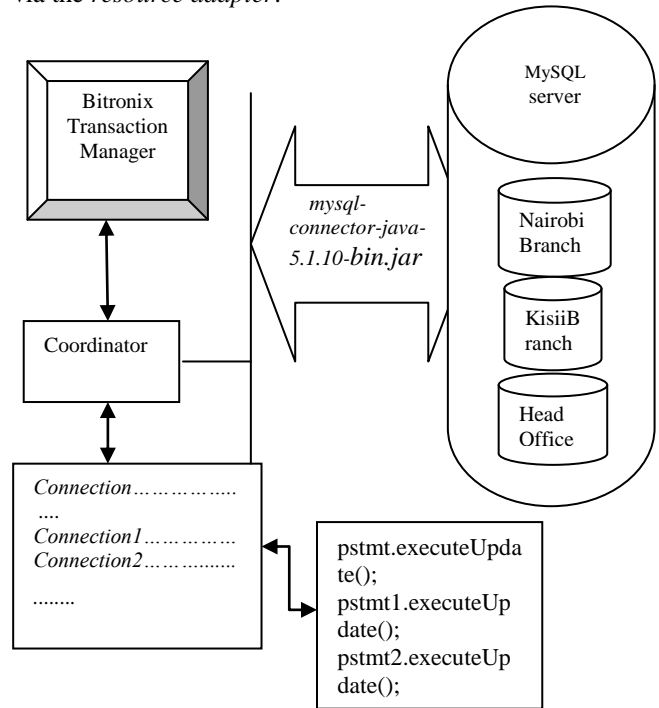 via the resource adapter.
Bitronix
Transaction
Manager
MySQL
server
mysql-
connector-java-
5.1.10-bin.jar
Nairobi
Branch
KisiiB
ranch
Head
Office
Coordinator
Connection……………..
….
Connection1……………
Connection2……….......
........
pstmt.executeUpda
te();
pstmt1.executeUp
date();
pstmt2.executeUp
date();